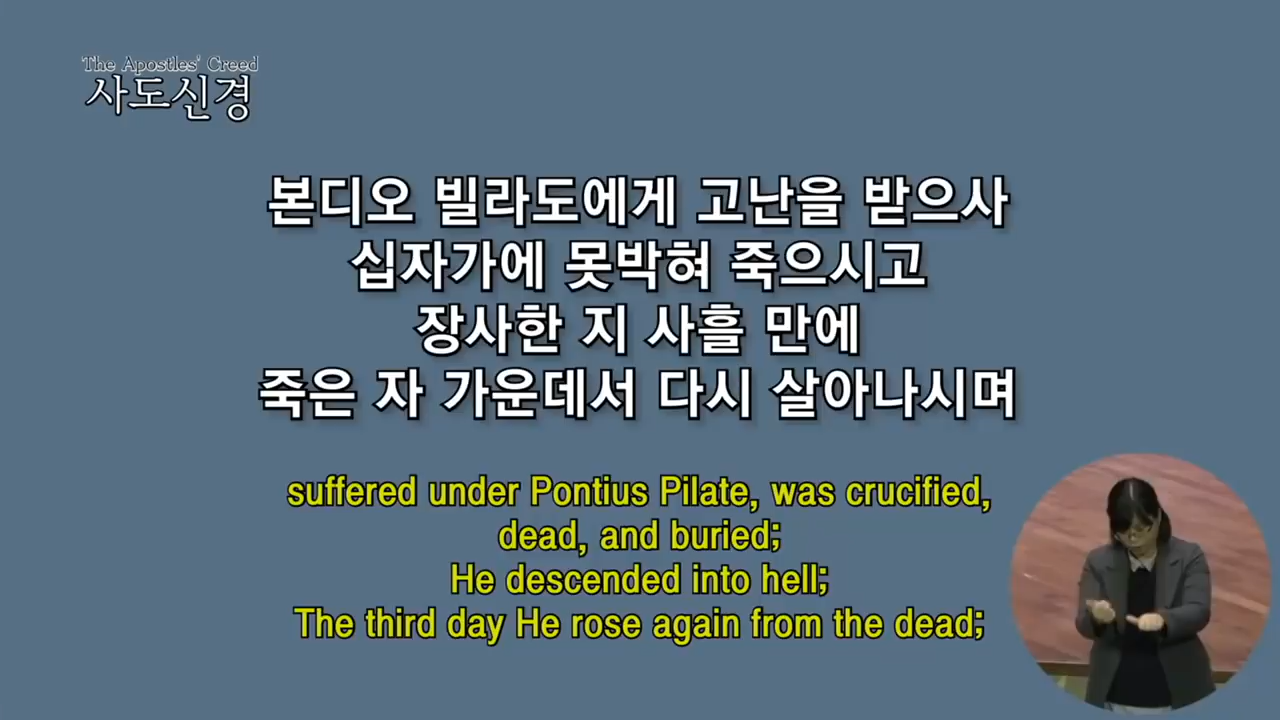 The Apostles' Creed
사도신경
본디오 빌라도에게 고난을 받으사
십자가에 못박혀 죽으시고
장사한 지 사흘 만에
죽은 자 가운데서 다시 살아나시며
suffered under Pontius Pilate, was crucified,
dead, and buried;
He descended into hell;
The third day He rose again from the dead;